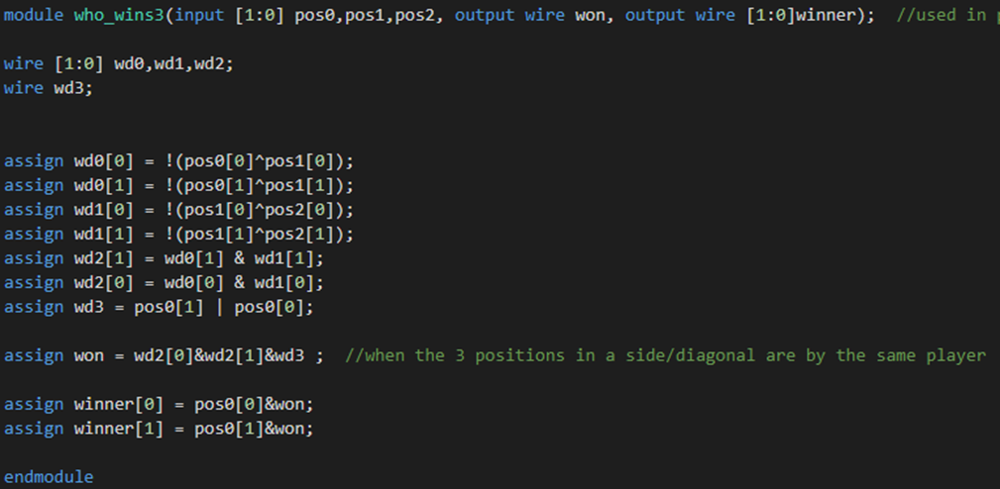 module who_wins3(input [1:0] pos0,pos1,pos2, output wire won, output wire [1:0]winner);  //used in
wire [1:0] wd0,wd1,wd2;
wire wd3;
assign wd0[0] = !(pos0[0]^pos1[0]);
assign wd0[1] = !(pos0[1]^pos1[1]);
assign wd1[0] = !(pos1[0]^pos2[0]);
assign wd1[1] = !(pos1[1]^pos2[1]);
assign wd2[1] = wd0[1] & wd1[1];
assign wd2[0] = wd0[0] & wd1[0];
assign wd3 = pos0[1] | pos0[0];
assign won = wd2[0]&wd2[1]&wd3 ;  //when the 3 positions in a side/diagonal are by the same player
assign winner[0] = pos0[0]&won;
assign winner[1] = pos0[1]&won;
endmodule